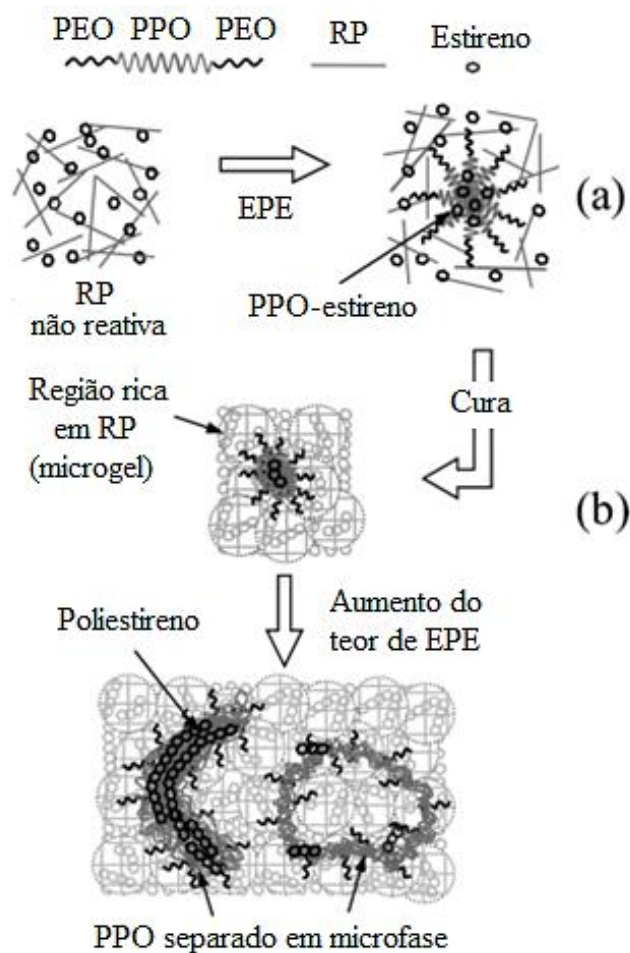 PEO PPO PEO RP Estireno
EPE
(a)
RP
não reativa
PPO-estireno
Região rica
em RP
(microgel)
Cura
(b)
Poliestireno
Aumento do
teor de EPE
PPO separado em microfase